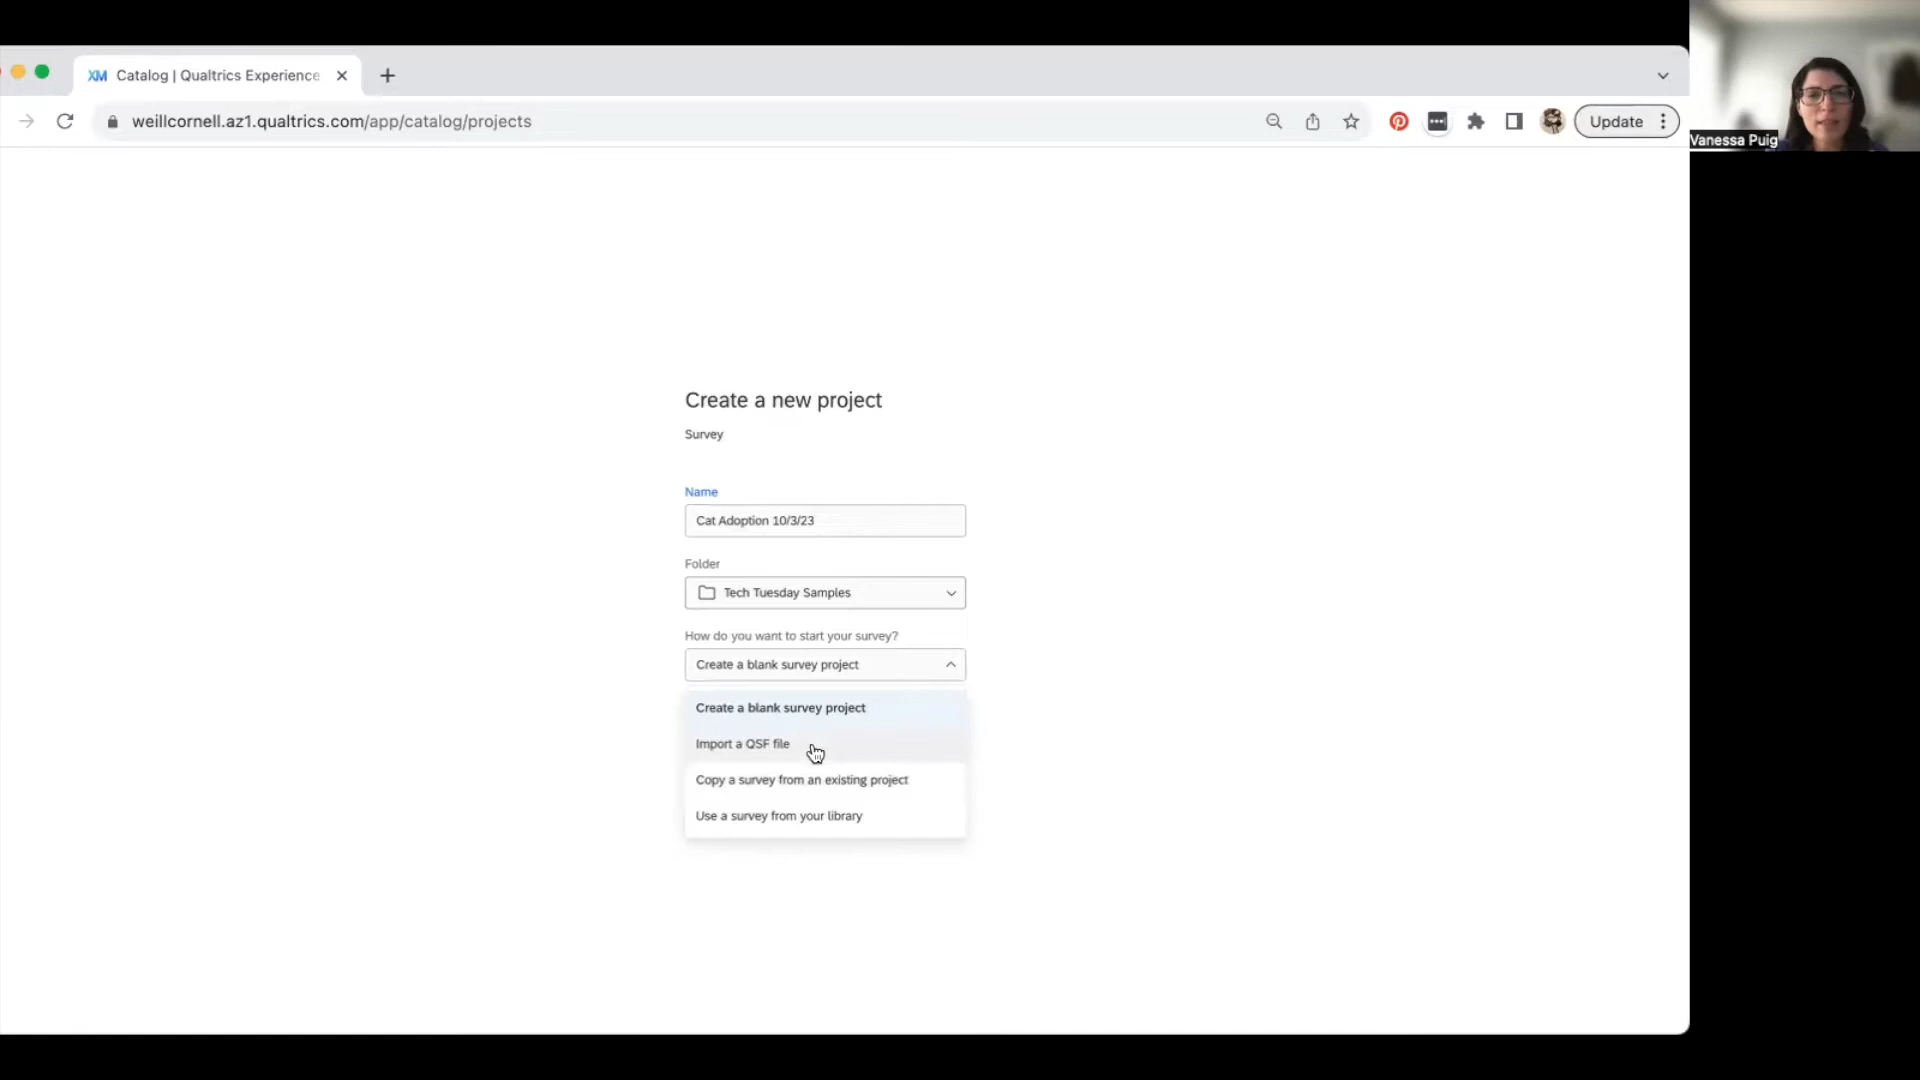 XM Catalog | Qualtrics Experience
weillcornell.az1.qualtrics.com/app/catalog/projects
Update
Vanessa Puig
Create a new project
Survey
Name
Cat Adoption 10/3/23
Folder
Tech Tuesday Samples
How do you want to start your survey?
Create a blank survey project
Create a blank survey project
Import a QSF file
Copy a survey from an existing project
Use a survey from your library